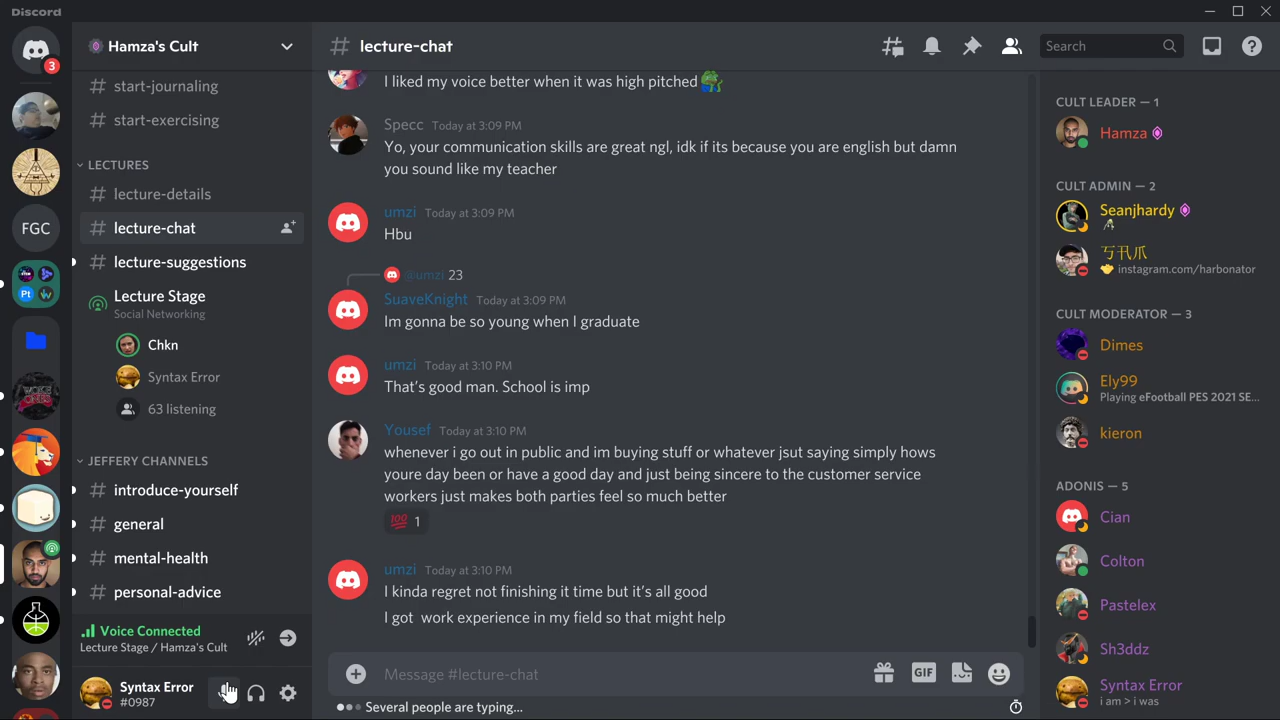 Discord
3
FGC
Pt
WOKE
ONES
Hamza's Cult
start-journaling
start-exercising
LECTURES
lecture-details
lecture-chat
lecture-suggestions
Lecture Stage
Social Networking
Chkn
Syntax Error
63 listening
JEFFERY CHANNELS
introduce-yourself
general
mental-health
personal-advice
Voice Connected
Lecture Stage / Hamza's Cult
Syntax Error
#0987
# lecture-chat
Search
I liked my voice better when it was high pitched
Specc Today at 3:09 PM
Yo, your communication skills are great ngl, idk if its because you are english but damn
you sound like my teacher
umzi Today at 3:09 PM
Hbu
@umzi 23
SuaveKnight Today at 3:09 PM
Im gonna be so young when I graduate
umzi Today at 3:10 PM
That's good man. School is imp
Yousef Today at 3:10 PM
whenever i go out in public and im buying stuff or whatever jsut saying simply hows
youre day been or have a good day and just being sincere to the customer service
workers just makes both parties feel so much better
100 1
umzi Today at 3:10 PM
I kinda regret not finishing it time but it's all good
I got work experience in my field so that might help
Message #lecture-chat
GIF
Several people are typing...
CULT LEADER — 1
Hamza
CULT ADMIN — 2
Seanjhardy
instagram.com/harbonator
CULT MODERATOR — 3
Dimes
Ely99
Playing eFootball PES 2021 SE...
kieron
ADONIS — 5
Cian
Colton
Pastelex
Sh3ddz
Syntax Error
i am > i was